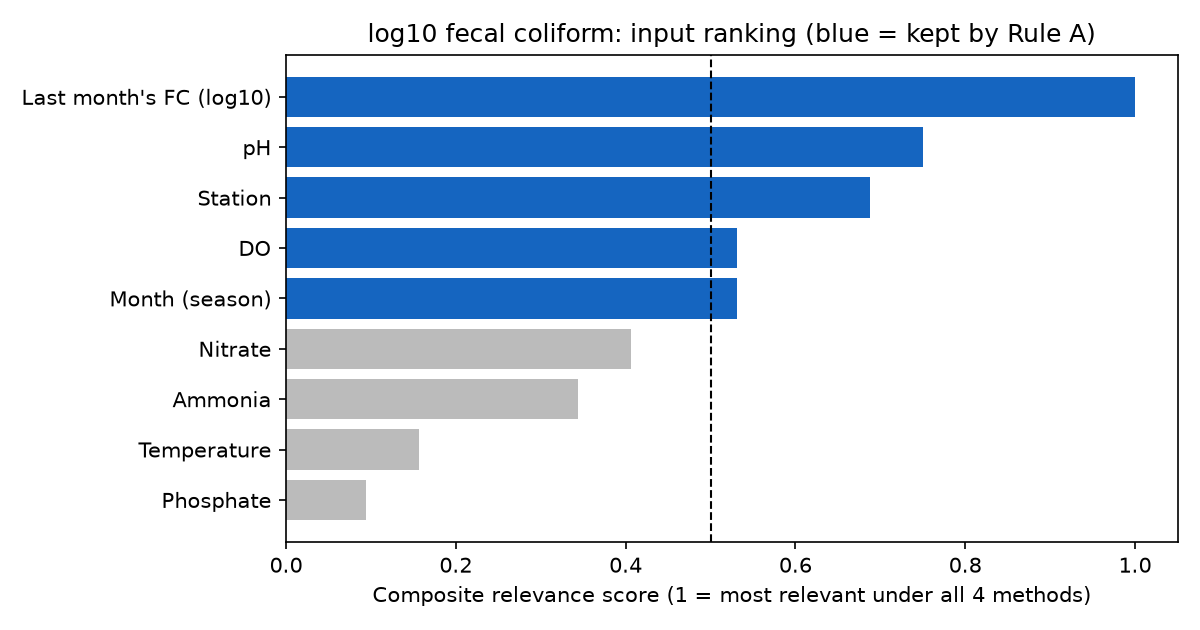 log10 fecal coliform: input ranking (blue = kept by Rule A)
Last month's FC (log10)
pH
Station
DO
Month (season)
Nitrate
Ammonia
Temperature
Phosphate
0.0 0.2 0.4 0.6 0.8 1.0
Composite relevance score (1 = most relevant under all 4 methods)